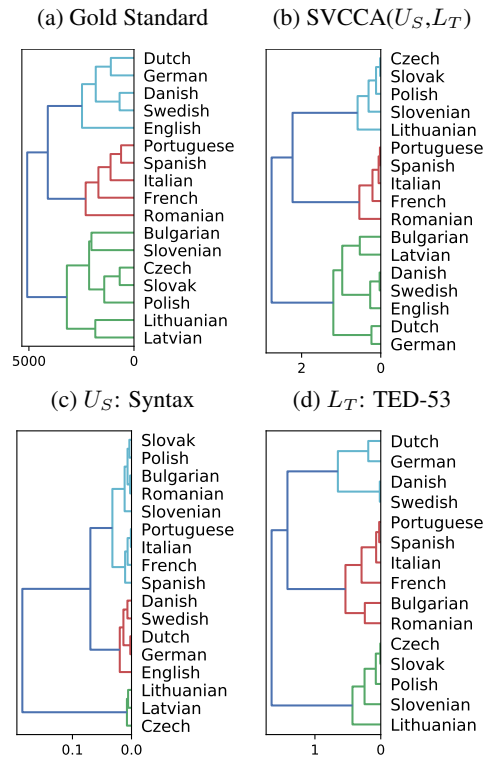 (a) Gold Standard
Dutch
German
Danish
Swedish
English
Portuguese
Spanish
Italian
French
Romanian
Bulgarian
Slovenian
Czech
Slovak
Polish
Lithuanian
Latvian
5000 0
(b) SVCCA(U_S,L_T)
Czech
Slovak
Polish
Slovenian
Lithuanian
Portuguese
Spanish
Italian
French
Romanian
Bulgarian
Latvian
Danish
Swedish
English
Dutch
German
2 0
(c) U_S: Syntax
Slovak
Polish
Bulgarian
Romanian
Slovenian
Portuguese
Italian
French
Spanish
Danish
Swedish
Dutch
German
English
Lithuanian
Latvian
Czech
0.1 0.0
(d) L_T: TED-53
Dutch
German
Danish
Swedish
Portuguese
Spanish
Italian
French
Bulgarian
Romanian
Czech
Slovak
Polish
Slovenian
Lithuanian
1 0